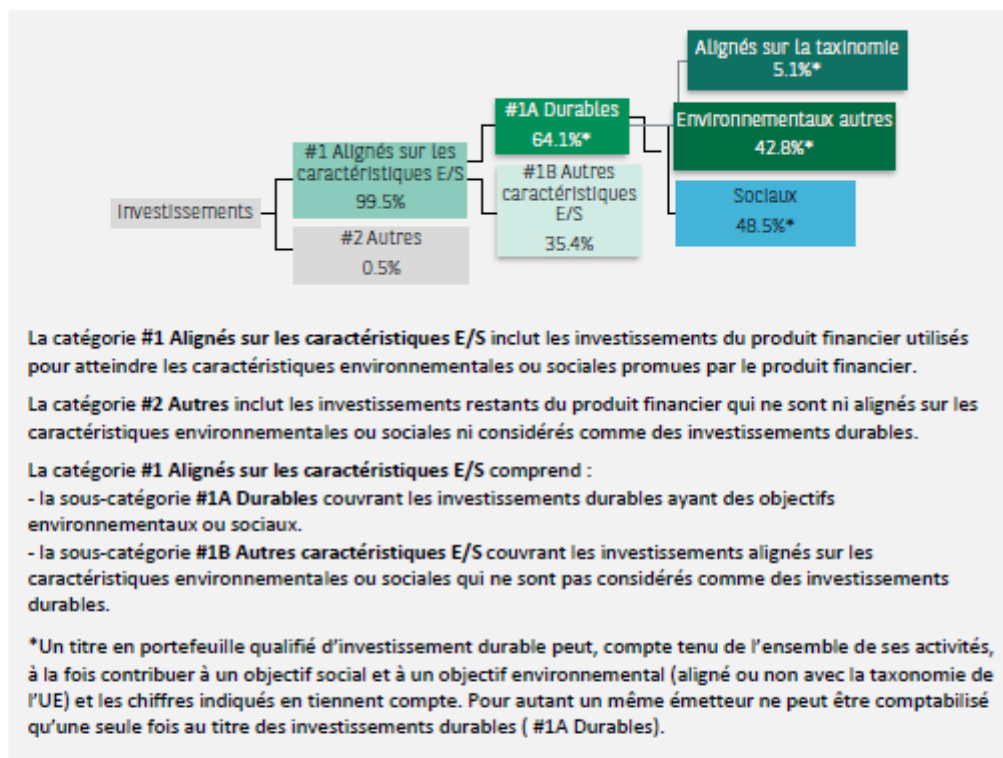 Alignés sur la taxinomie
5.1%*
#1A Durables
64.1%*
Environnementaux autres
42.8%*
#1 Alignés sur les
caractéristiques E/S
99.5%
#1B Autres
caractéristiques
E/S
35.4%
Sociaux
48.5%*
Investissements
#2 Autres
0.5%
La catégorie #1 Alignés sur les caractéristiques E/S inclut les investissements du produit financier utilisés
pour atteindre les caractéristiques environnementales ou sociales promues par le produit financier.
La catégorie #2 Autres inclut les investissements restants du produit financier qui ne sont ni alignés sur les
caractéristiques environnementales ou sociales ni considérés comme des investissements durables.
La catégorie #1 Alignés sur les caractéristiques E/S comprend :
- la sous-catégorie #1A Durables couvrant les investissements durables ayant des objectifs
environnementaux ou sociaux.
- la sous-catégorie #1B Autres caractéristiques E/S couvrant les investissements alignés sur les
caractéristiques environnementales ou sociales qui ne sont pas considérés comme des investissements
durables.
*Un titre en portefeuille qualifié d'investissement durable peut, compte tenu de l'ensemble de ses activités,
à la fois contribuer à un objectif social et à un objectif environnemental (aligné ou non avec la taxonomie de
l'UE) et les chiffres indiqués en tiennent compte. Pour autant un même émetteur ne peut être comptabilisé
qu'une seule fois au titre des investissements durables ( #1A Durables).